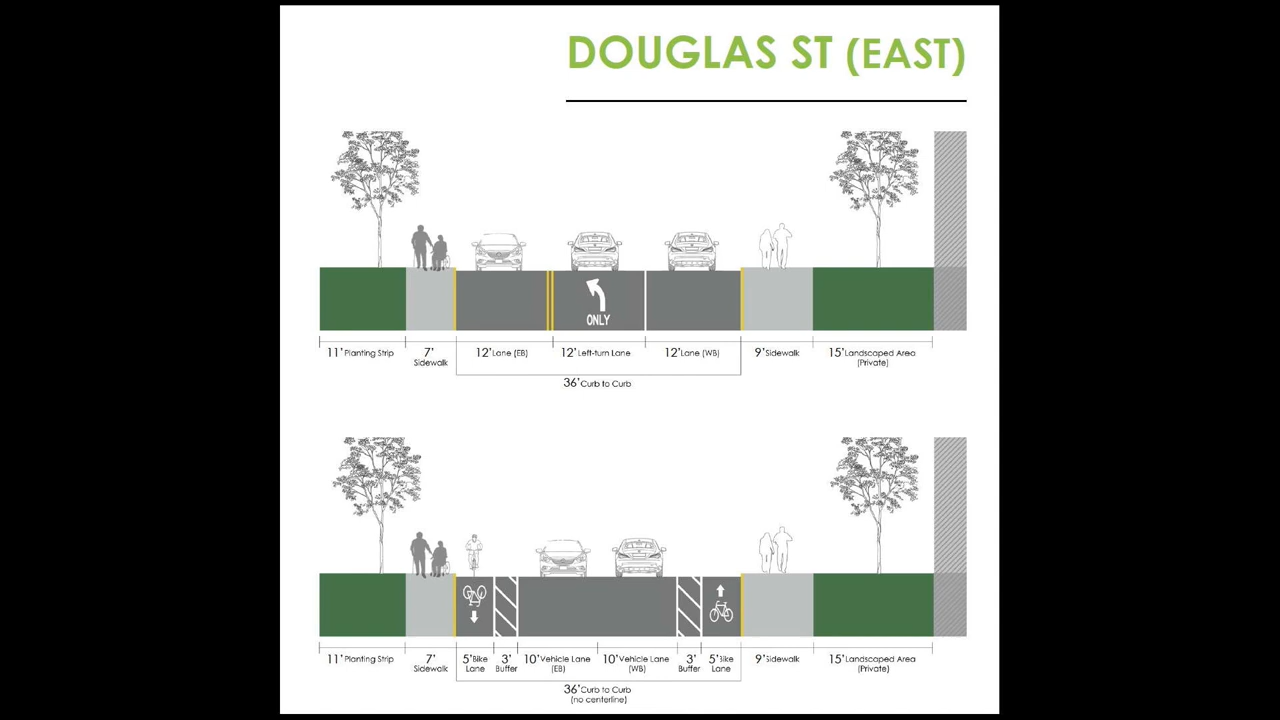 DOUGLAS ST (EAST)
ONLY
11' Planting Strip
7' Sidewalk
12' Lane (EB)
12' Left-turn Lane
12' Lane (WB)
9' Sidewalk
15' Landscaped Area
(Private)
36' Curb to Curb
11' Planting Strip
7' Sidewalk
5' Bike
Lane
3'
Buffer
10' Vehicle Lane
(EB)
10' Vehicle Lane
(WB)
3'
Buffer
5' Bike
Lane
9' Sidewalk
15' Landscaped Area
(Private)
36' Curb to Curb
(no centerline)